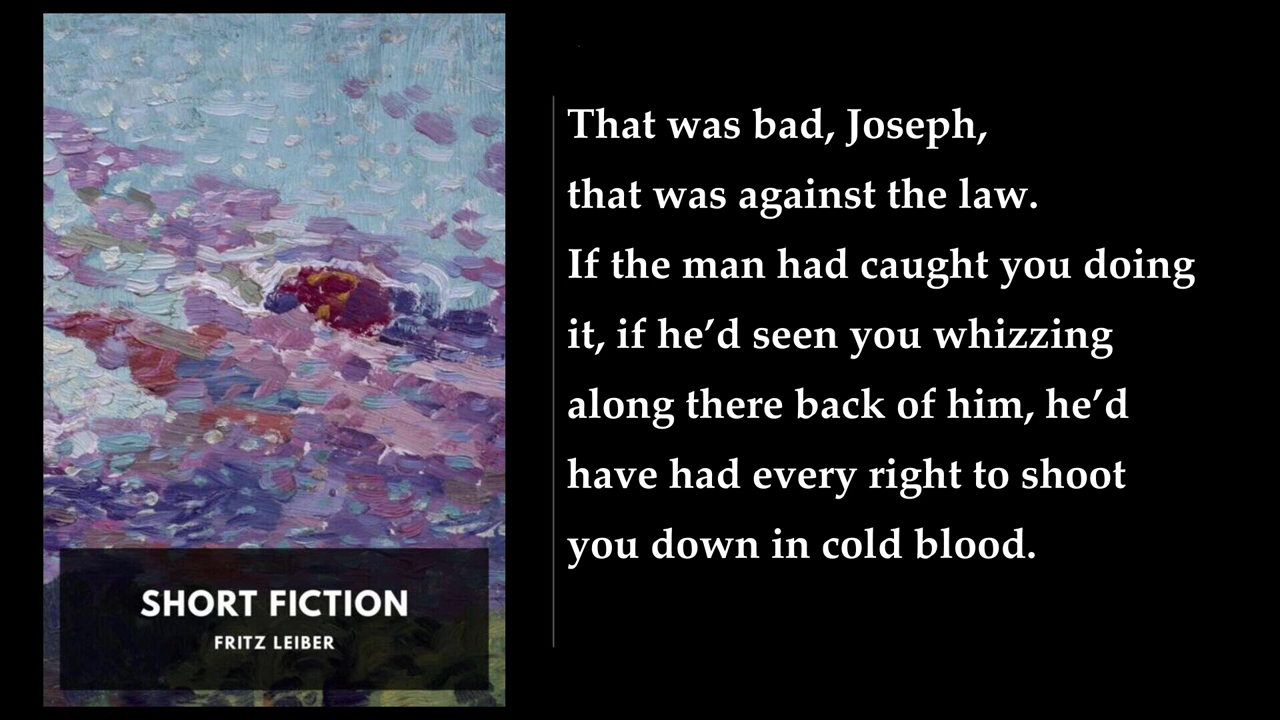 SHORT FICTION
FRITZ LEIBER
That was bad, Joseph,
that was against the law.
If the man had caught you doing
it, if he’d seen you whizzing
along there back of him, he’d
have had every right to shoot
you down in cold blood.